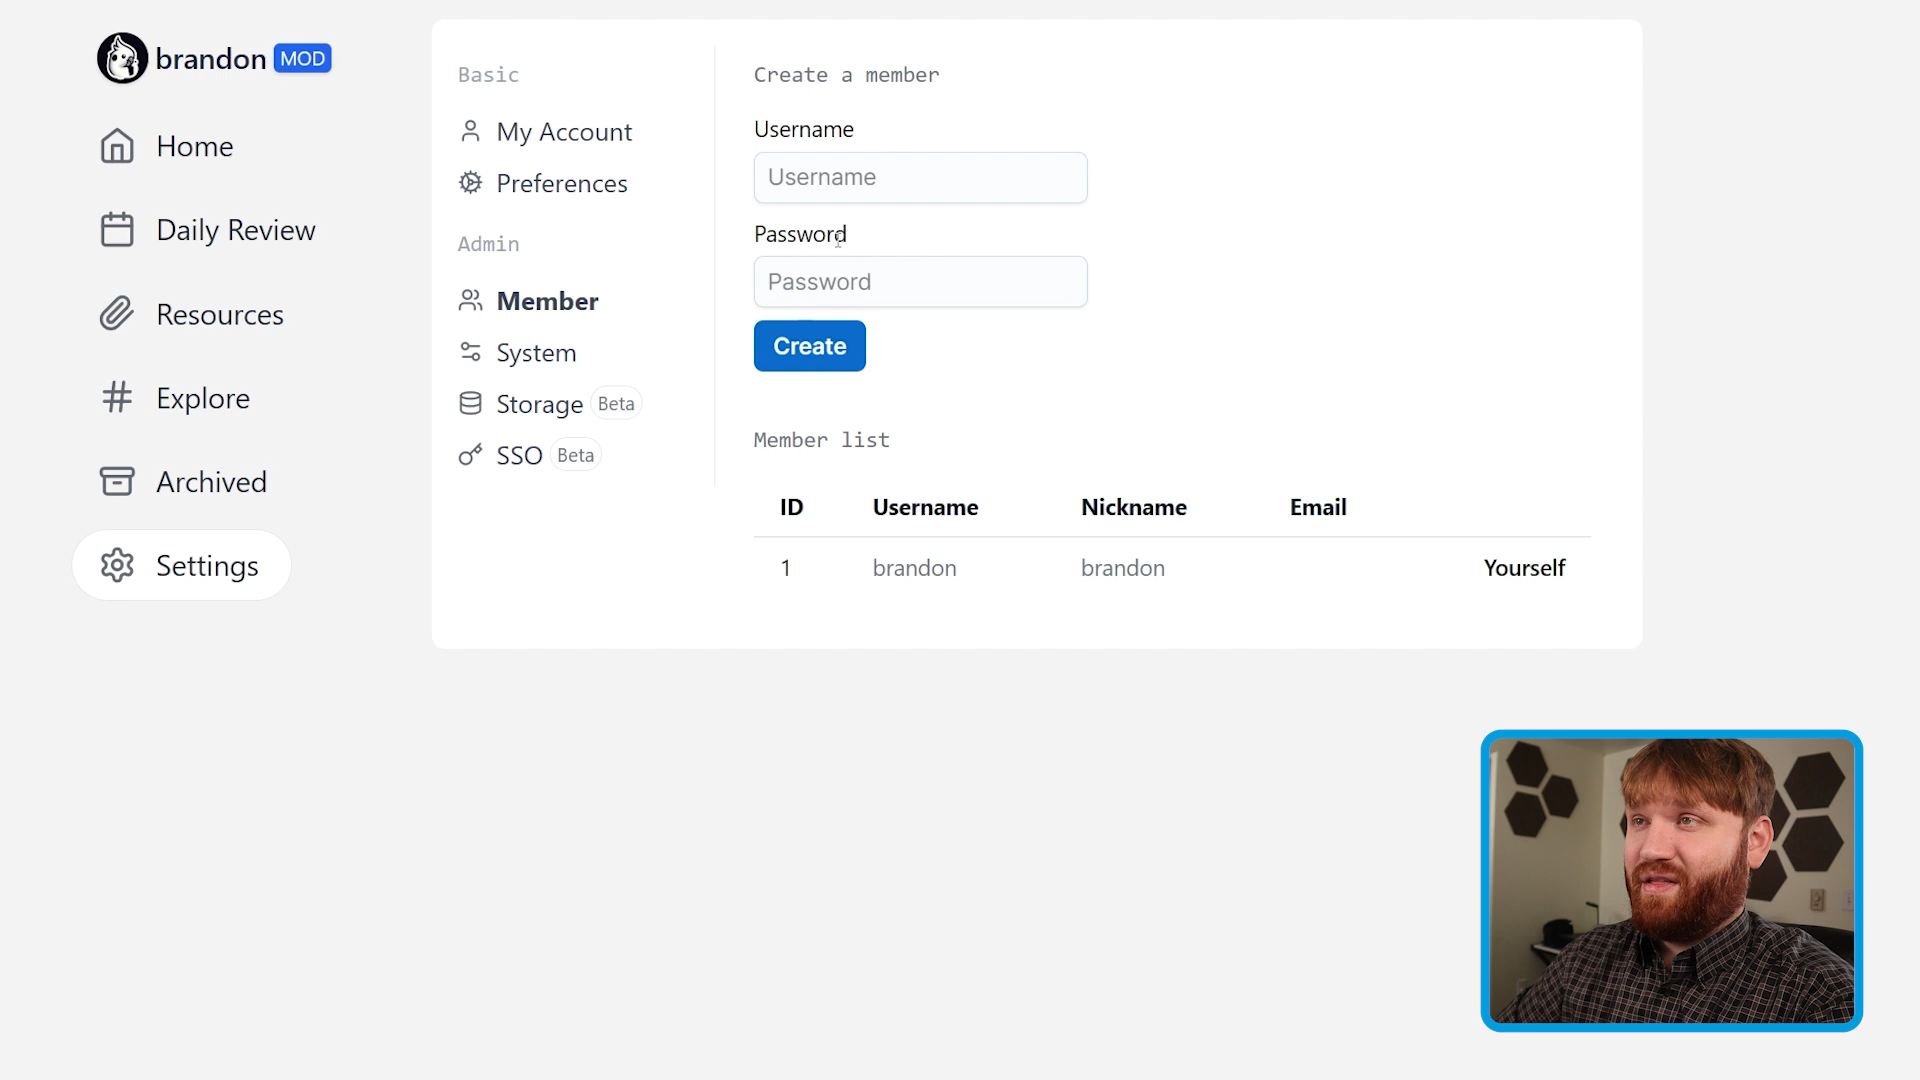 brandon MOD
Home
Daily Review
Resources
Explore
Archived
Settings
Basic
My Account
Preferences
Admin
Member
System
Storage Beta
SSO Beta
Create a member
Username
Username
Password
Password
Create
Member list
ID Username Nickname Email
1 brandon brandon Yourself